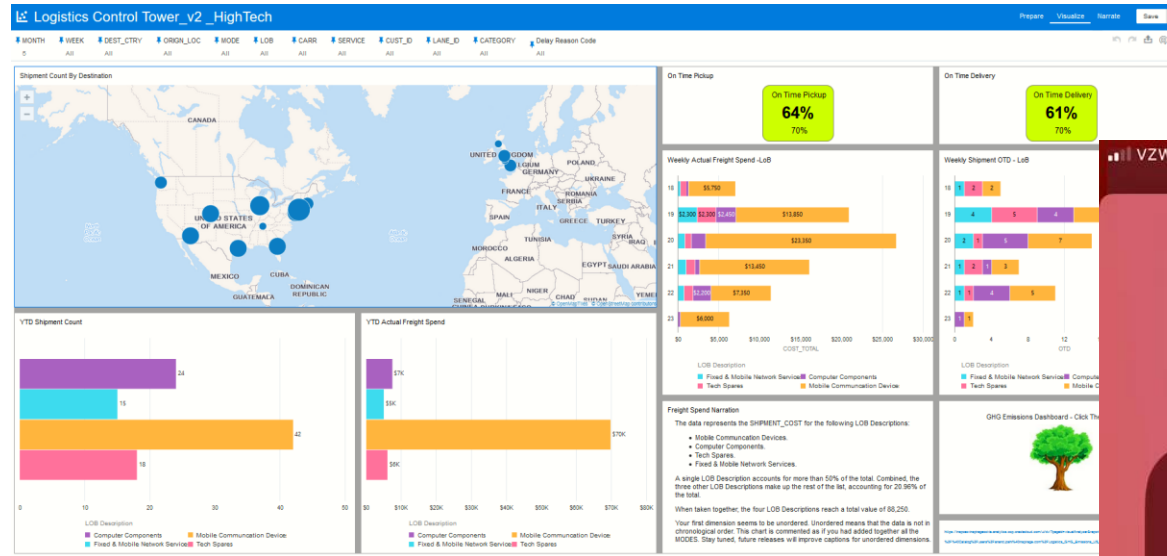 Logistics Control Tower_v2 _HighTech
Prepare Visualize Narrate Save
MONTH WEEK DEST_CTRY ORIGN_LOC MODE LOB CARR SERVICE CUST_ID LANE_ID CATEGORY Delay Reason Code
5 All All All All All All All All All All All
Shipment Count By Destination
+
−
CANADA
UNITED STATES
OF AMERICA
MEXICO
CUBA
DOMINICAN
REPUBLIC
GUATEMALA
POLAND
GERMANY
UKRAINE
FRANCE
ROMANIA
SERBIA
ITALY
SPAIN
GREECE TURKEY
TUNISIA
SYRIA
IRAQ
MOROCCO
ALGERIA
EGYPT SAUDI ARABIA
MALI
NIGER
CHAD
SENEGAL
On Time Pickup
On Time Pickup
64%
70%
On Time Delivery
On Time Delivery
61%
70%
VZW
Weekly Actual Freight Spend -LoB
18 $5,750
19 $2,300 $2,300 $2,450 $13,850
20 $23,350
21 $13,450
22 $2,200 $7,350
23 $6,000
$0 $5,000 $10,000 $15,000 $20,000 $25,000 $30,000
COST_TOTAL
LOB Description
Fixed & Mobile Network Service Computer Components
Tech Spares Mobile Communcation Device
Weekly Shipment OTD - LoB
18 1 2 2
19 4 5 4
20 2 1 5 7
21 1 2 1 3
22 1 1 4 5
23 1 1
0 4 8 12
OTD
LOB Description
Fixed & Mobile Network Service Compute
Tech Spares Mobile C
YTD Shipment Count
24
15
42
18
0 10 20 30 40 50
LOB Description
Computer Components Mobile Communcation Device
Fixed & Mobile Network Service Tech Spares
YTD Actual Freight Spend
$7K
$5K
$70K
$0 $10K $20K $30K $40K $50K $60K $70K $80K
LOB Description
Computer Components Mobile Communcation Device
Fixed & Mobile Network Service Tech Spares
Freight Spend Narration
The data represents the SHIPMENT_COST for the following LOB Descriptions:
• Mobile Communcation Devices.
• Computer Components.
• Tech Spares.
• Fixed & Mobile Network Services.
A single LOB Description accounts for more than 50% of the total. Combined, the
three other LOB Descriptions make up the rest of the list, accounting for 20.96% of
the total.
When taken together, the four LOB Descriptions reach a total value of 88,250.
Your first dimension seems to be unordered. Unordered means that the data is not in
chronological order. This chart is commented as if you had added together all the
MODES. Stay tuned, future releases will improve captions for unordered dimensions.
GHG Emissions Dashboard - Click The